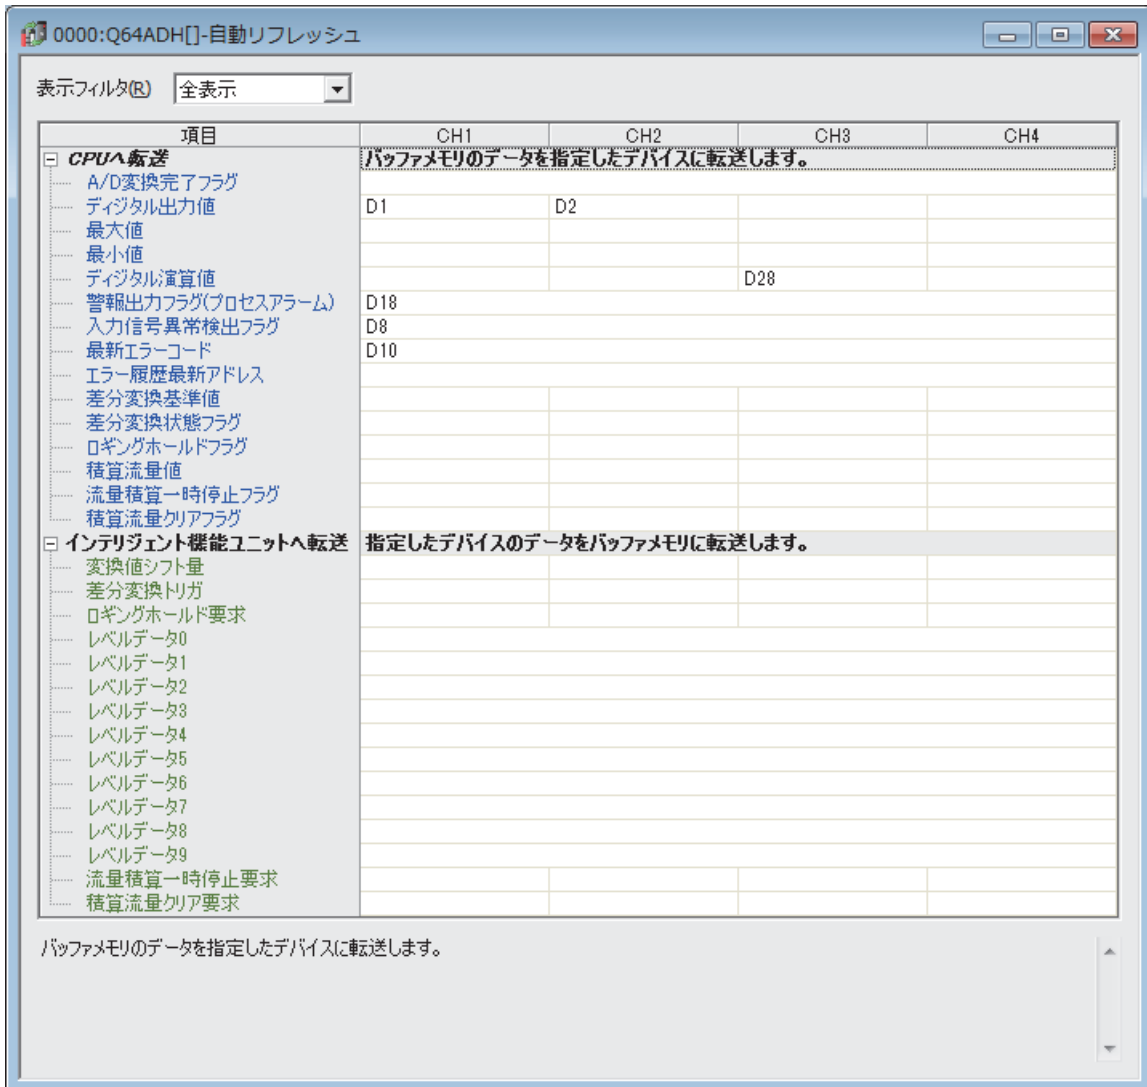 0000:Q64ADH[]-自動リフレッシュ
表示フィルタ(R) 全表示
項目 CH1 CH2 CH3 CH4
CPUへ転送 バッファメモリのデータを指定したデバイスに転送します。
A/D変換完了フラグ
ディジタル出力値 D1 D2
最大値
最小値
ディジタル演算値 D28
警報出力フラグ(プロセスアラーム) D18
入力信号異常検出フラグ D8
最新エラーコード D10
エラー履歴最新アドレス
差分変換基準値
差分変換状態フラグ
ロギングホールドフラグ
積算流量値
流量積算一時停止フラグ
積算流量クリアフラグ
インテリジェント機能ユニットへ転送 指定したデバイスのデータをバッファメモリに転送します。
変換値シフト量
差分変換トリガ
ロギングホールド要求
レベルデータ0
レベルデータ1
レベルデータ2
レベルデータ3
レベルデータ4
レベルデータ5
レベルデータ6
レベルデータ7
レベルデータ8
レベルデータ9
流量積算一時停止要求
積算流量クリア要求
バッファメモリのデータを指定したデバイスに転送します。